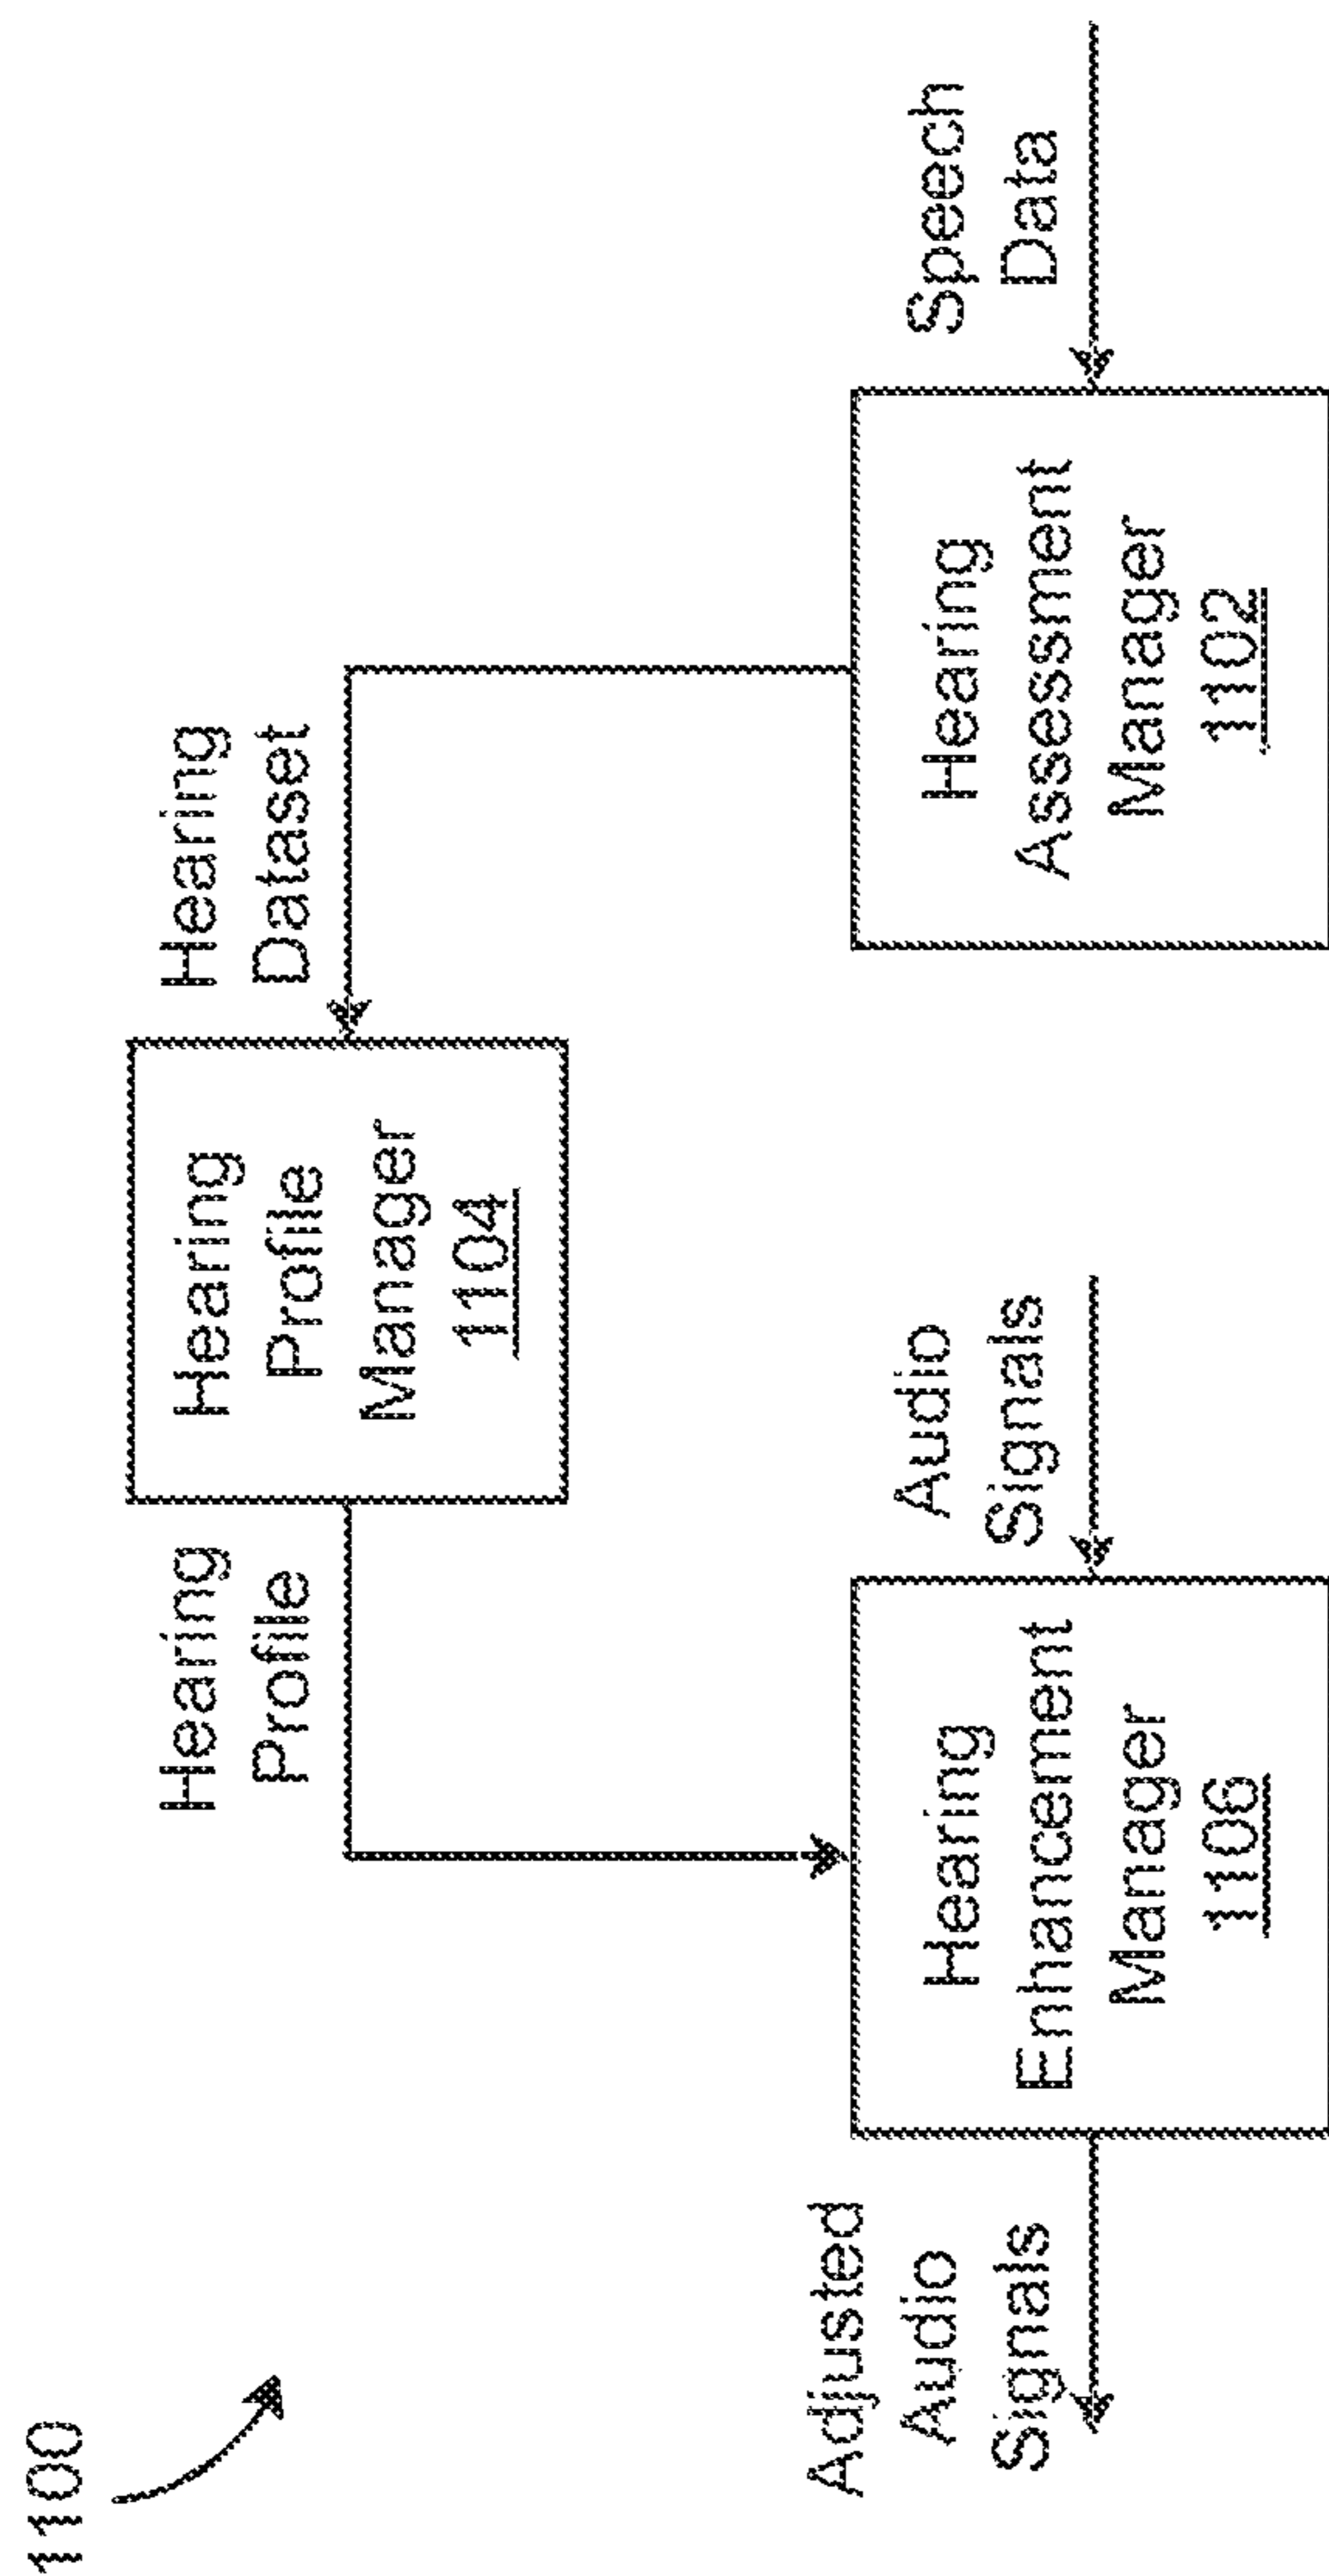 1100
Adjusted
Audio
Signals
Hearing
Enhancement
Manager
1106
Hearing
Profile
Audio
Signals
Hearing
Profile
Manager
1104
Hearing
Dataset
Hearing
Assessment
Manager
1102
Speech
Data